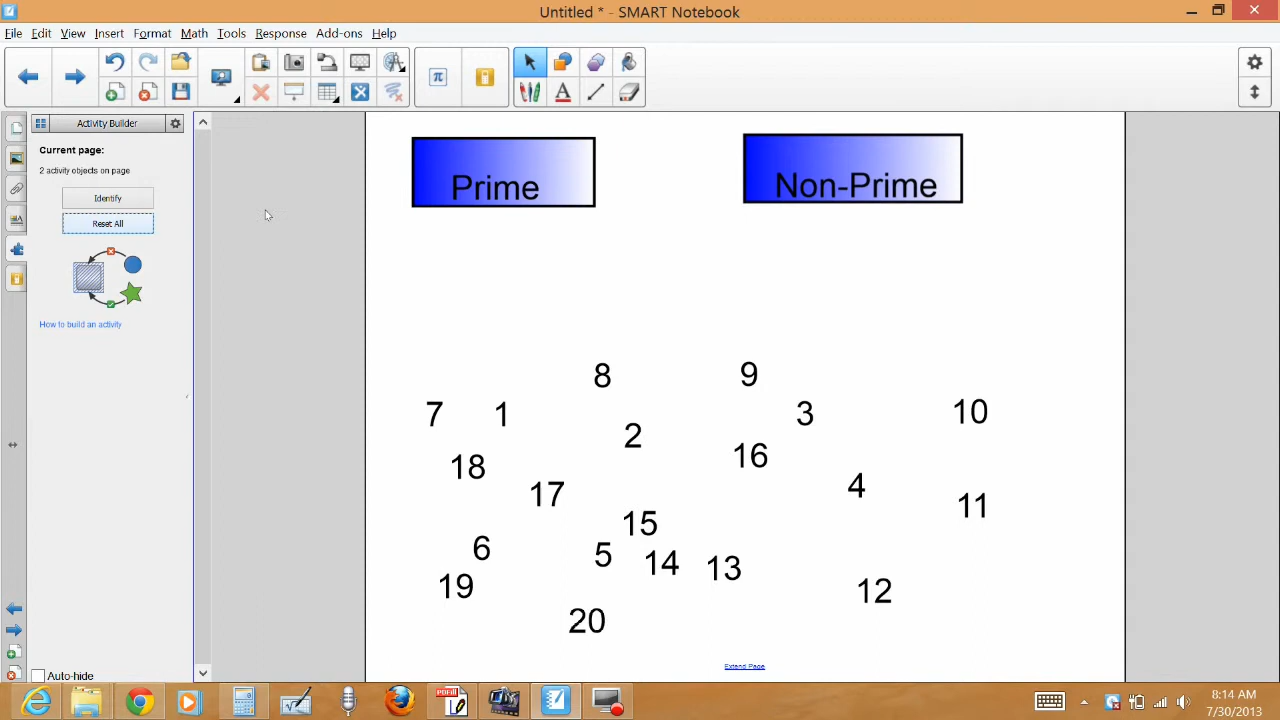 Untitled * - SMART Notebook
File Edit View Insert Format Math Tools Response Help Add-ons
Activity Builder
Current page:
2 activity objects on page
Identify
Reset All
How to build an activity
Auto-hide
Prime Non-Prime
8 9
7 1 3 10
2
18 16
17 4 11
15
6 5 14 13
19 12
20
Extend Page
8:14 AM
7/30/2013